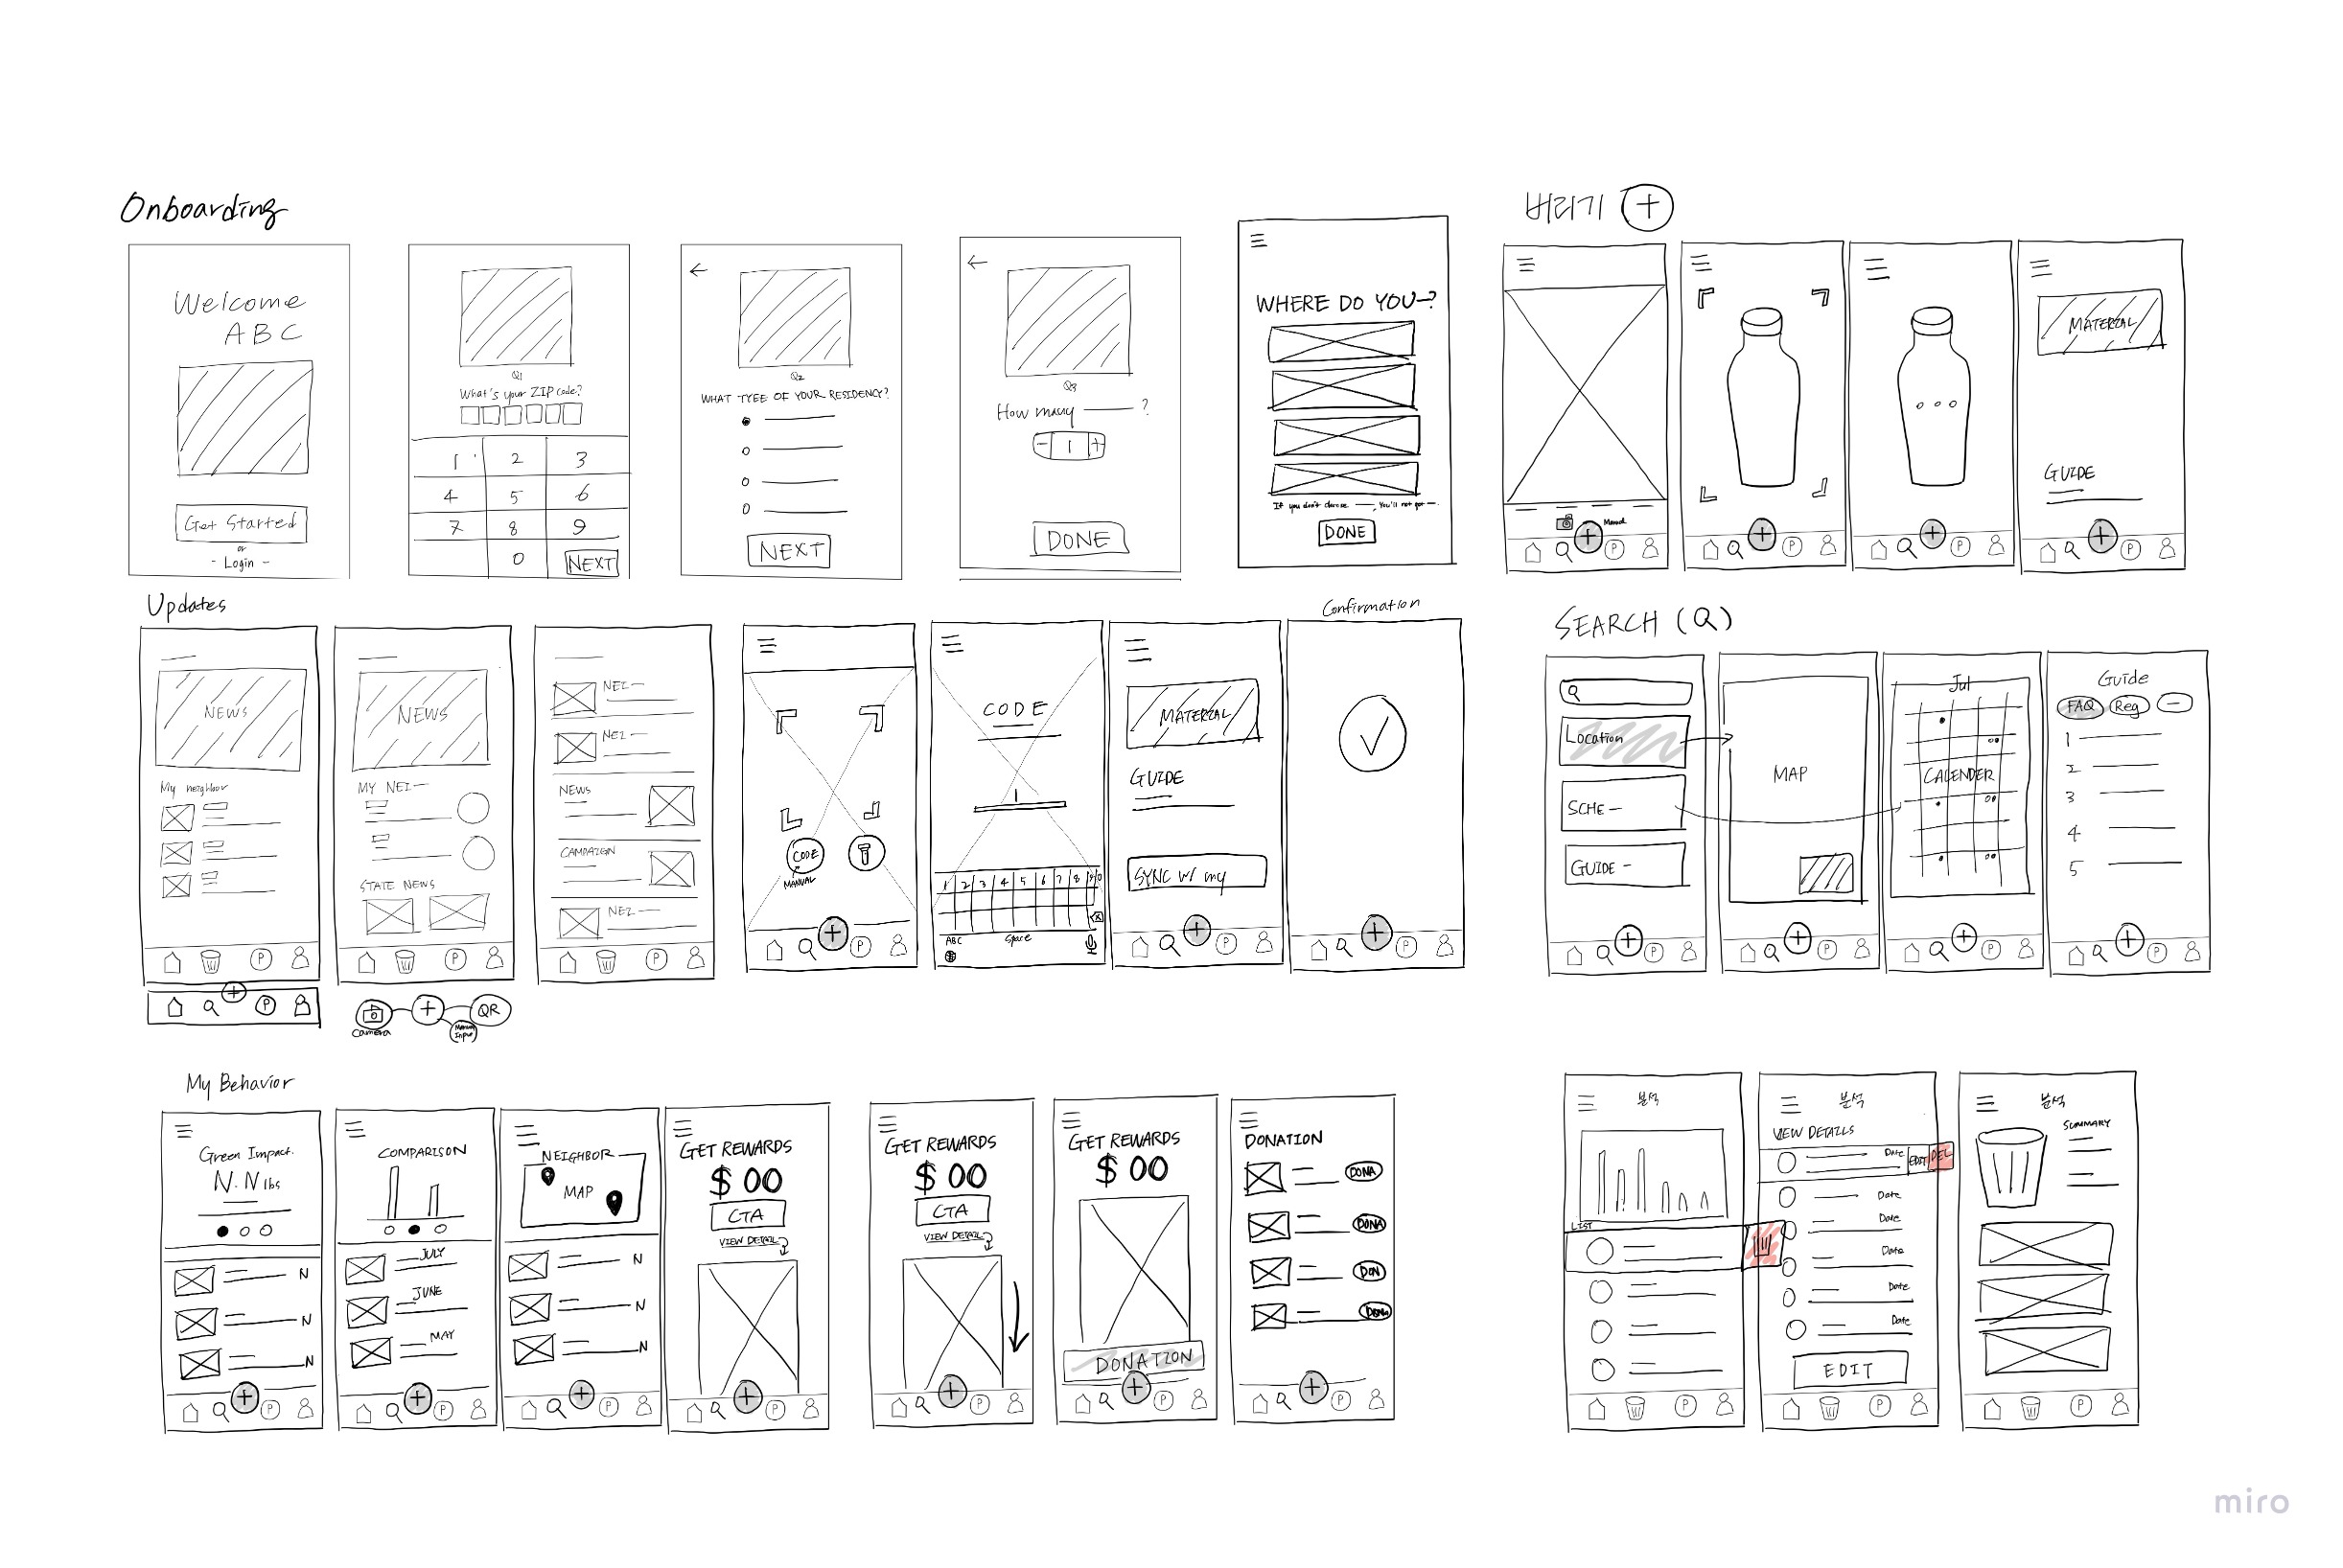 Onboarding
Welcome
ABC
Get Started
or
- Login -
Q1
What's your ZIP code?
1 2 3
4 5 6
7 8 9
0 NEXT
Q2
WHAT TYEE OF YOUR RESIDENCY?
NEXT
Q3
How many — ?
- 1 +
DONE
WHERE DO YOU—?
If you don't choose —, You'll not get —.
DONE
버리기 +
Manual
+
P
+
P
+
P
MATERIAL
GUIDE
+
P
Updates
NEWS
My neighbor
P
+
P
NEWS
MY NEI—
STATE NEWS
P
Camera
+
QR
Manual
Input
NEI—
NEI—
NEWS
CAMPAIGN
NEI—
P
CODE
MANUAL
+
P
CODE
1 2 3 4 5 6 7 8 9 0
ABC space
MATERIAL
GUIDE
SYNC w/ my
+
P
Confirmation
+
P
SEARCH (Q)
Location
SCHE —
GUIDE -
+
P
MAP
+
P
Jul
CALENDER
+
P
Guide
FAQ Reg —
1
2
3
4
5
+
P
My Behavior
Green Impact.
N.N lbs
N
N
N
+
P
COMPARISON
JULY
JUNE
MAY
+
P
NEIGHBOR
MAP
N
N
N
+
P
GET REWARDS
$ 00
CTA
VIEW DETAIL
+
P
GET REWARDS
$ 00
CTA
VIEW DETAIL
+
P
GET REWARDS
$ 00
DONATION
+
P
DONATION
DONA
DONA
DON
DONA
+
P
분석
LIST
P
분석
VIEW DETAILS
Date EDIT DEL
Date
Date
Date
Date
Date
EDIT
P
분석
SUMMARY
P
miro